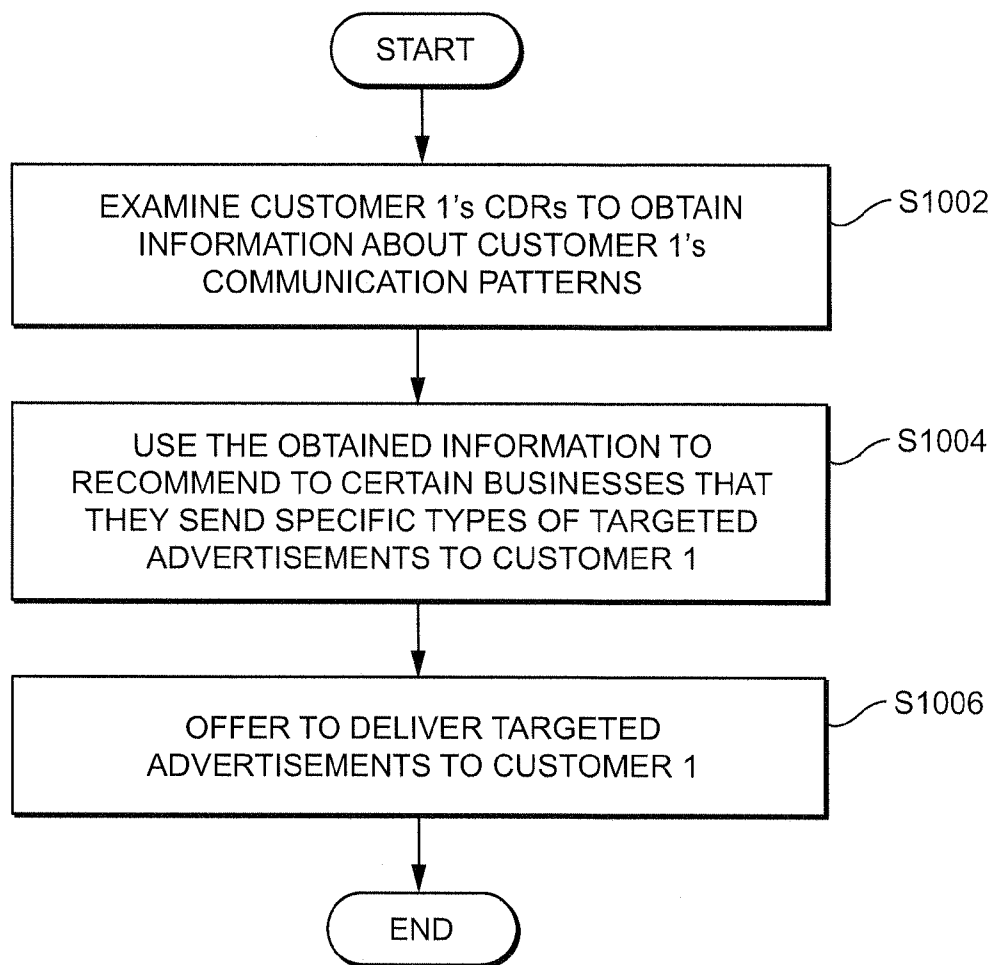 START
EXAMINE CUSTOMER 1's CDRs TO OBTAIN
INFORMATION ABOUT CUSTOMER 1's
COMMUNICATION PATTERNS
S1002
USE THE OBTAINED INFORMATION TO
RECOMMEND TO CERTAIN BUSINESSES THAT
THEY SEND SPECIFIC TYPES OF TARGETED
ADVERTISEMENTS TO CUSTOMER 1
S1004
OFFER TO DELIVER TARGETED
ADVERTISEMENTS TO CUSTOMER 1
S1006
END